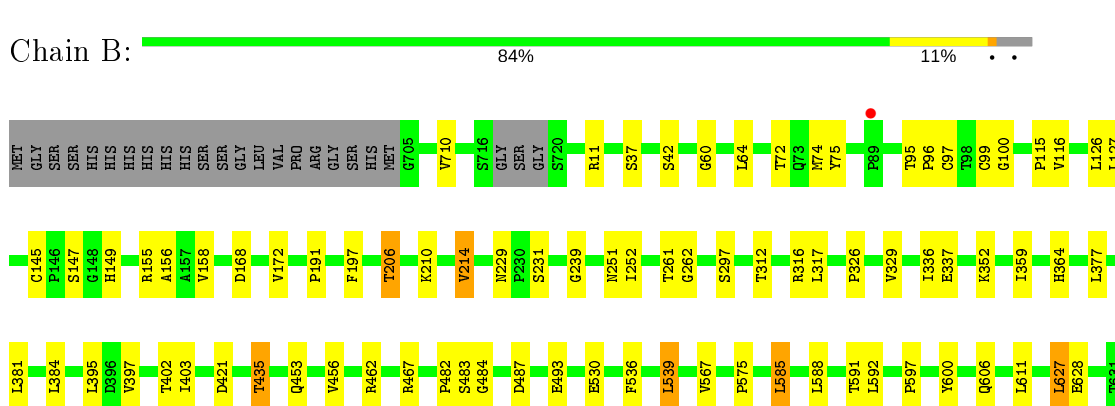 Chain B:
84% 11% • •
MET GLY SER SER HIS HIS HIS HIS HIS HIS SER SER GLY LEU VAL PRO ARG GLY SER HIS MET G705 V710 S716 GLY SER GLY S720 R11 S37 S42 G60 L64 T72 Q73 M74 Y75 P89 T95 P96 C97 T98 C99 G100 P115 V116 L126 L127
C145 P146 S147 G148 H149 R155 A156 A157 V158 D168 V172 P191 F197 T206 K210 V214 N229 P230 S231 G239 N251 I252 T261 G262 S297 T312 R316 L317 P326 V329 I336 E337 K352 I359 H364 L377
L381 L384 L395 D396 V397 T402 I403 D421 T435 Q453 V456 R462 R467 P482 S483 G484 D487 E493 E530 F536 L539 V567 P575 L585 L588 T591 L592 P597 Y600 Q606 L611 L627 E628 T631